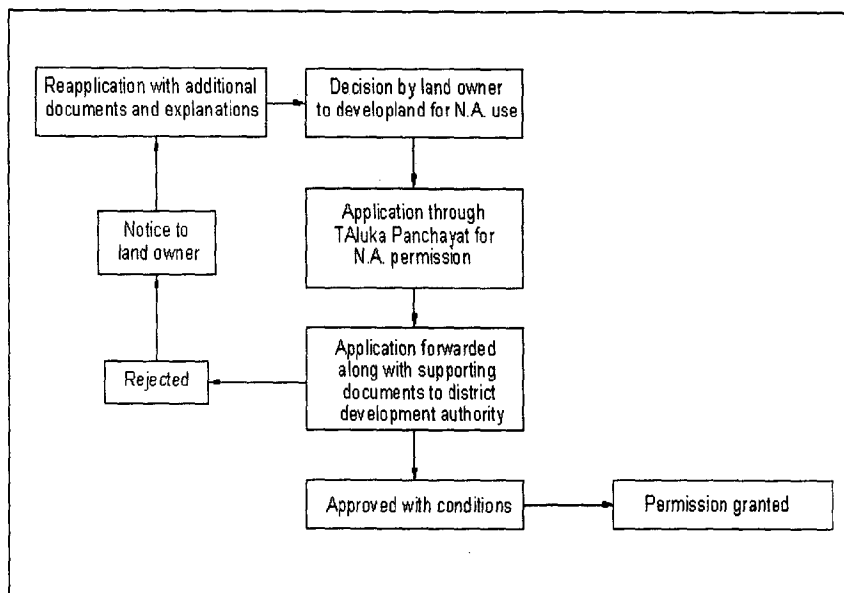 Reapplication with additional
documents and explanations
Decision by land owner
to developland for N.A. use
Notice to
land owner
Application through
TAluka Panchayat for
N.A. permission
Rejected
Application forwarded
along with supporting
documents to district
development authority
Approved with conditions
Permission granted